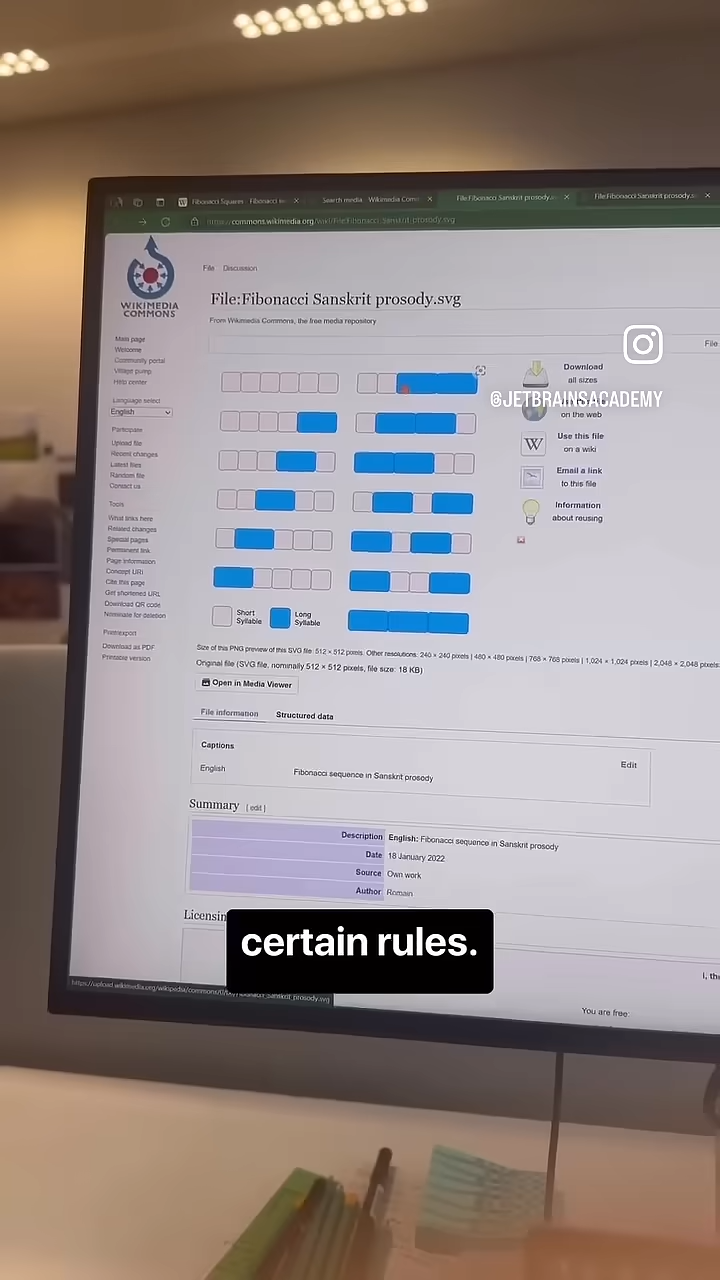 Fibonacci Squares
Search media
Wikimedia Com
File:Fibonacci Sanskrit prosody.
File:Fibonacci Sanskrit prosody.s
commons.wikimedia.org/wiki/File:Fibonacci_Sanskrit_prosody.svg
WIKIMEDIA
COMMONS
File Discussion
File:Fibonacci Sanskrit prosody.svg
From Wikimedia Commons, the free media repository
File
Main page
Welcome
Community portal
Village pump
Help center
Language select
English
Participate
Upload file
Recent changes
Latest files
Random file
Contact us
Tools
What links here
Related changes
Special pages
Permanent link
Page information
Concept URI
Cite this page
Get shortened URL
Download QR code
Nominate for deletion
Print/export
Download as PDF
Printable version
Download
all sizes
@JETBRAINSACADEMY
on the web
W
Use this file
on a wiki
Email a link
to this file
Information
about reusing
Short
Syllable
Long
Syllable
Size of this PNG preview of this SVG file: 512 × 512 pixels. Other resolutions: 240 × 240 pixels | 480 × 480 pixels | 768 × 768 pixels | 1,024 × 1,024 pixels | 2,048 × 2,048 pixels
Original file (SVG file, nominally 512 × 512 pixels, file size: 18 KB)
Open in Media Viewer
File information Structured data
Captions
Edit
English Fibonacci sequence in Sanskrit prosody
Summary [ edit ]
Description English: Fibonacci sequence in Sanskrit prosody
Date 18 January 2022
Source Own work
Author Romain
Licensin
certain rules.
I, the
You are free: